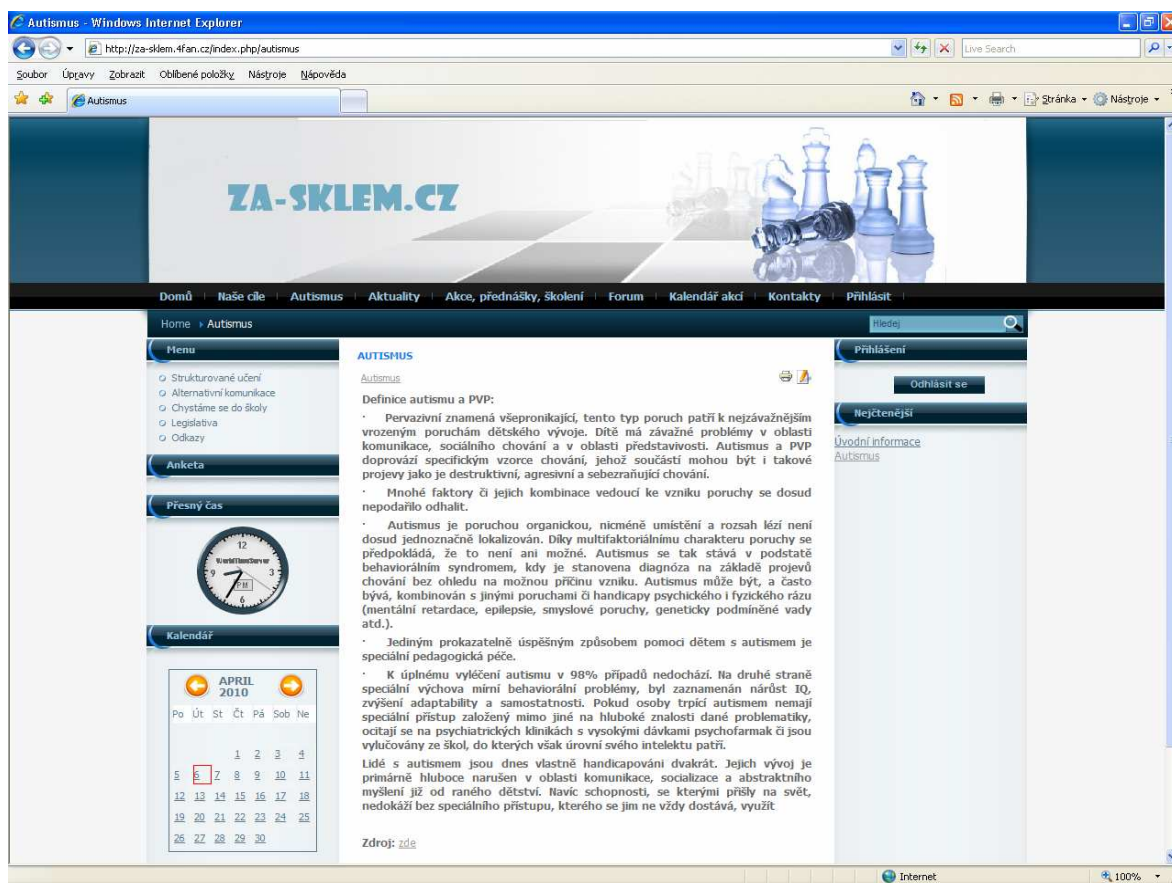 Autismus - Windows Internet Explorer
http://za-sklem.4fan.cz/index.php/autismus
Live Search
Soubor Úpravy Zobrazit Oblíbené položky Nástroje Nápověda
Autismus
Stránka Nástroje
ZA-SKLEM.CZ
Domů Naše cíle Autismus Aktuality Akce, přednášky, školení Forum Kalendář akcí Kontakty Přihlásit
Home Autismus
Hledej
Menu
Strukturované učení
Alternativní komunikace
Chystáme se do školy
Legislativa
Odkazy
Anketa
Přesný čas
12
WorldTimeServer
9 3
PM
6
Kalendář
APRIL
2010
Po Út St Čt Pá Sob Ne
1 2 3 4
5 6 7 8 9 10 11
12 13 14 15 16 17 18
19 20 21 22 23 24 25
26 27 28 29 30
AUTISMUS
Autismus
Definice autismu a PVP:
· Pervazivní znamená všepronikající, tento typ poruch patří k nejzávažnějším
vrozeným poruchám dětského vývoje. Dítě má závažné problémy v oblasti
komunikace, sociálního chování a v oblasti představivosti. Autismus a PVP
doprovází specifickým vzorce chování, jehož součástí mohou být i takové
projevy jako je destruktivní, agresivní a sebezraňující chování.
· Mnohé faktory či jejich kombinace vedoucí ke vzniku poruchy se dosud
nepodařilo odhalit.
· Autismus je poruchou organickou, nicméně umístění a rozsah lézí není
dosud jednoznačně lokalizován. Díky multifaktoriálnímu charakteru poruchy se
předpokládá, že to není ani možné. Autismus se tak stává v podstatě
behaviorálním syndromem, kdy je stanovena diagnóza na základě projevů
chování bez ohledu na možnou příčinu vzniku. Autismus může být, a často
bývá, kombinován s jinými poruchami či handicapy psychického i fyzického rázu
(mentální retardace, epilepsie, smyslové poruchy, geneticky podmíněné vady
atd.).
· Jediným prokazatelně úspěšným způsobem pomoci dětem s autismem je
speciální pedagogická péče.
· K úplnému vyléčení autismu v 98% případů nedochází. Na druhé straně
speciální výchova mírní behaviorální problémy, byl zaznamenán nárůst IQ,
zvýšení adaptability a samostatnosti. Pokud osoby trpící autismem nemají
speciální přístup založený mimo jiné na hluboké znalosti dané problematiky,
ocitají se na psychiatrických klinikách s vysokými dávkami psychofarmak či jsou
vylučovány ze škol, do kterých však úrovní svého intelektu patří.
Lidé s autismem jsou dnes vlastně handicapováni dvakrát. Jejich vývoj je
primárně hluboce narušen v oblasti komunikace, socializace a abstraktního
myšlení již od raného dětství. Navíc schopnosti, se kterými přišly na svět,
nedokáží bez speciálního přístupu, kterého se jim ne vždy dostává, využít
Zdroj: zde
Přihlášení
Odhlásit se
Nejčtenější
Úvodní informace
Autismus
Internet
100%